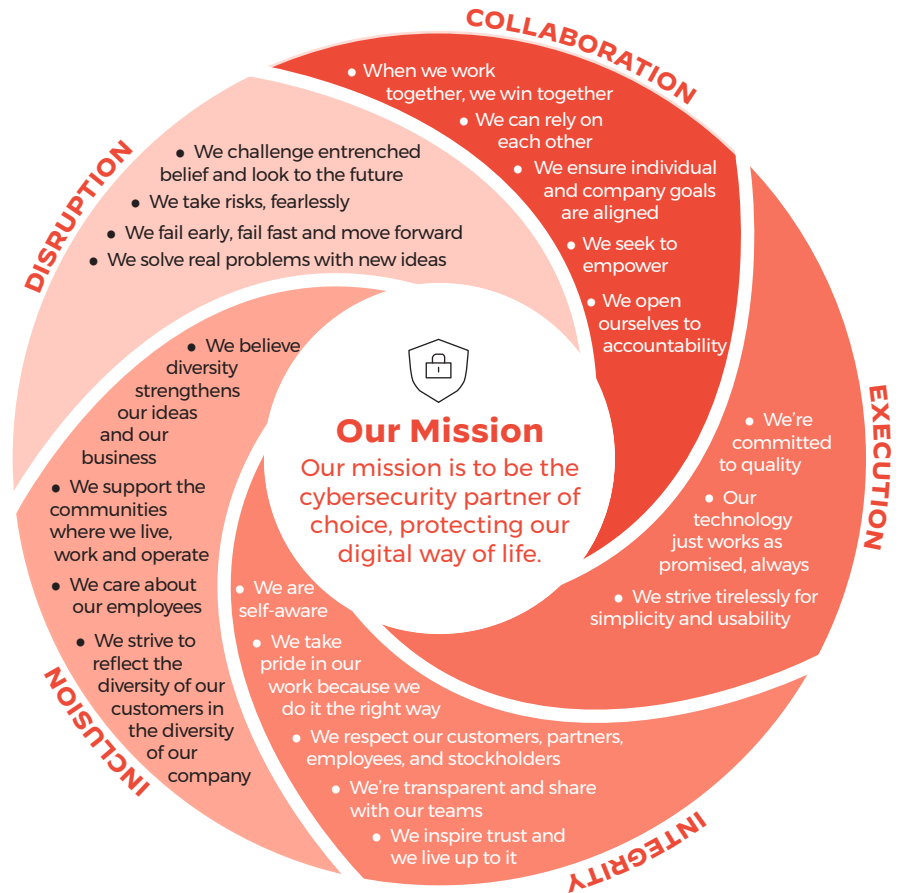 COLLABORATION
• When we work
together, we win together
• We can rely on
each other
• We ensure individual
and company goals
are aligned
• We seek to
empower
• We open
ourselves to
accountability
EXECUTION
• We’re
committed
to quality
• Our
technology
just works as
promised, always
• We strive tirelessly for
simplicity and usability
INTEGRITY
• We are
self-aware
• We take
pride in our
work because we
do it the right way
• We respect our customers, partners,
employees, and stockholders
• We’re transparent and share
with our teams
• We inspire trust and
we live up to it
INCLUSION
• We believe
diversity
strengthens
our ideas
and our
business
• We support the
communities
where we live,
work and operate
• We care about
our employees
• We strive to
reflect the
diversity of our
customers in
the diversity
of our
company
DISRUPTION
• We challenge entrenched
belief and look to the future
• We take risks, fearlessly
• We fail early, fail fast and move forward
• We solve real problems with new ideas
Our Mission
Our mission is to be the
cybersecurity partner of
choice, protecting our
digital way of life.